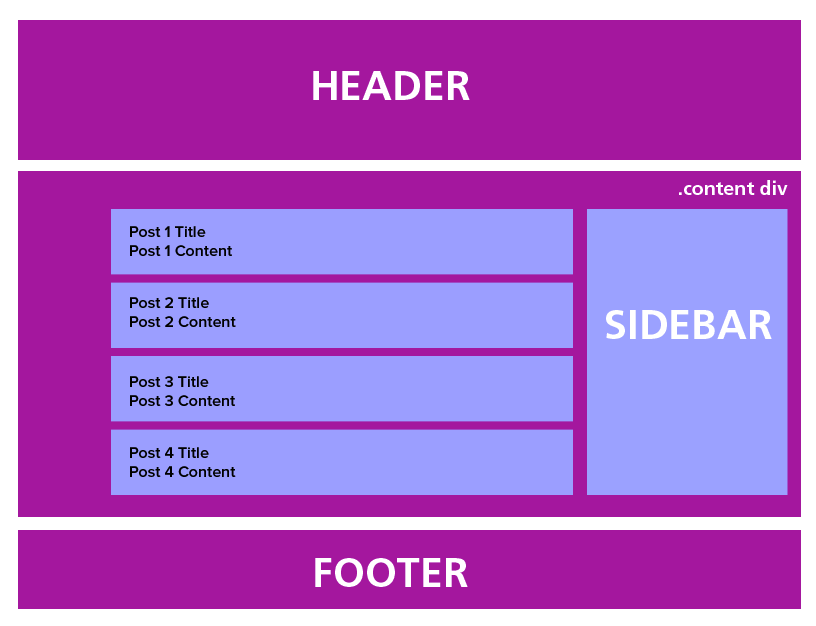 HEADER
.content div
Post 1 Title
Post 1 Content
Post 2 Title
Post 2 Content
Post 3 Title
Post 3 Content
Post 4 Title
Post 4 Content
SIDEBAR
FOOTER